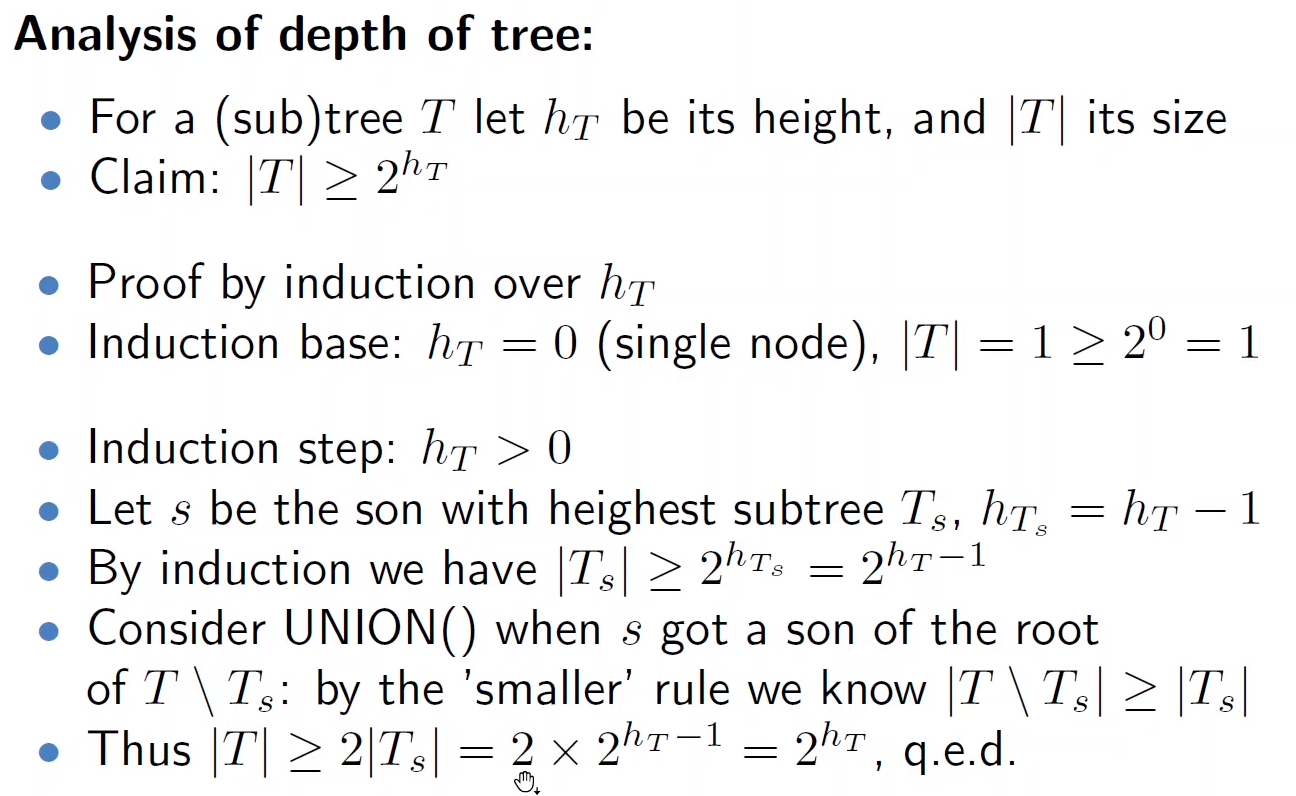 Analysis of depth of tree:
• For a (sub)tree $T$ let $h_T$ be its height, and $|T|$ its size
• Claim: $|T| \geq 2^{h_T}$
• Proof by induction over $h_T$
• Induction base: $h_T = 0$ (single node), $|T| = 1 \geq 2^0 = 1$
• Induction step: $h_T > 0$
• Let $s$ be the son with heighest subtree $T_s$, $h_{T_s} = h_T - 1$
• By induction we have $|T_s| \geq 2^{h_{T_s}} = 2^{h_T - 1}$
• Consider UNION() when $s$ got a son of the root
of $T \setminus T_s$: by the 'smaller' rule we know $|T \setminus T_s| \geq |T_s|$
• Thus $|T| \geq 2|T_s| = 2 \times 2^{h_T - 1} = 2^{h_T}$, q.e.d.